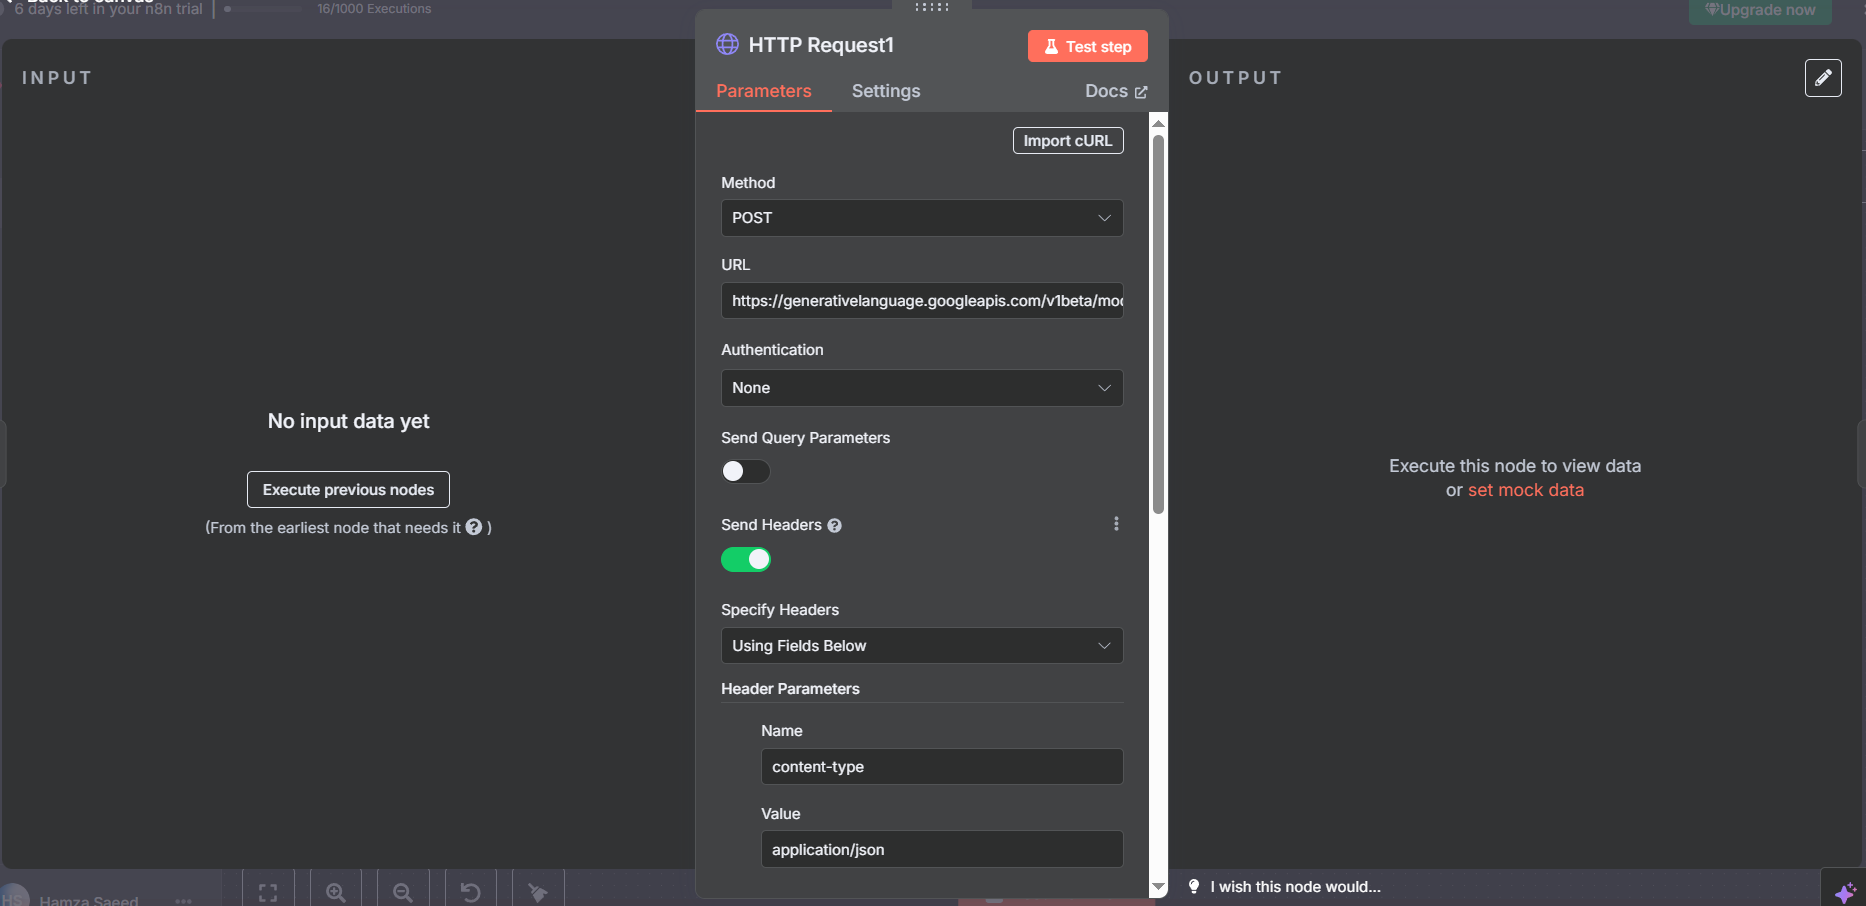 Back to canvas
6 days left in your n8n trial
16/1000 Executions
Upgrade now
INPUT
No input data yet
Execute previous nodes
(From the earliest node that needs it ? )
HTTP Request1
Test step
Parameters
Settings
Docs
Import cURL
Method
POST
URL
https://generativelanguage.googleapis.com/v1beta/mod
Authentication
None
Send Query Parameters
Send Headers ?
Specify Headers
Using Fields Below
Header Parameters
Name
content-type
Value
application/json
OUTPUT
Execute this node to view data
or set mock data
I wish this node would...
HS
Hamza Saeed